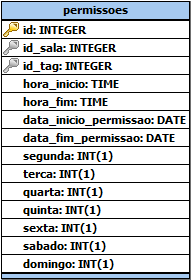 permissoes
id: INTEGER
id_sala: INTEGER
id_tag: INTEGER
hora_inicio: TIME
hora_fim: TIME
data_inicio_permissao: DATE
data_fim_permissao: DATE
segunda: INT(1)
terca: INT(1)
quarta: INT(1)
quinta: INT(1)
sexta: INT(1)
sabado: INT(1)
domingo: INT(1)